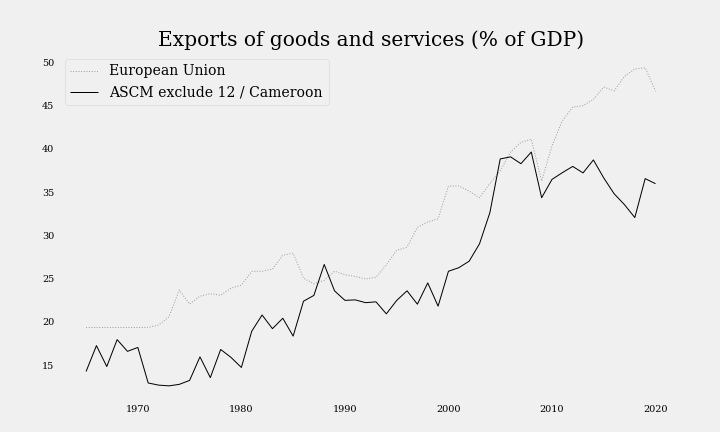 Exports of goods and services (% of GDP)
European Union
ASCM exclude 12 / Cameroon
50
45
40
35
30
25
20
15
1970 1980 1990 2000 2010 2020